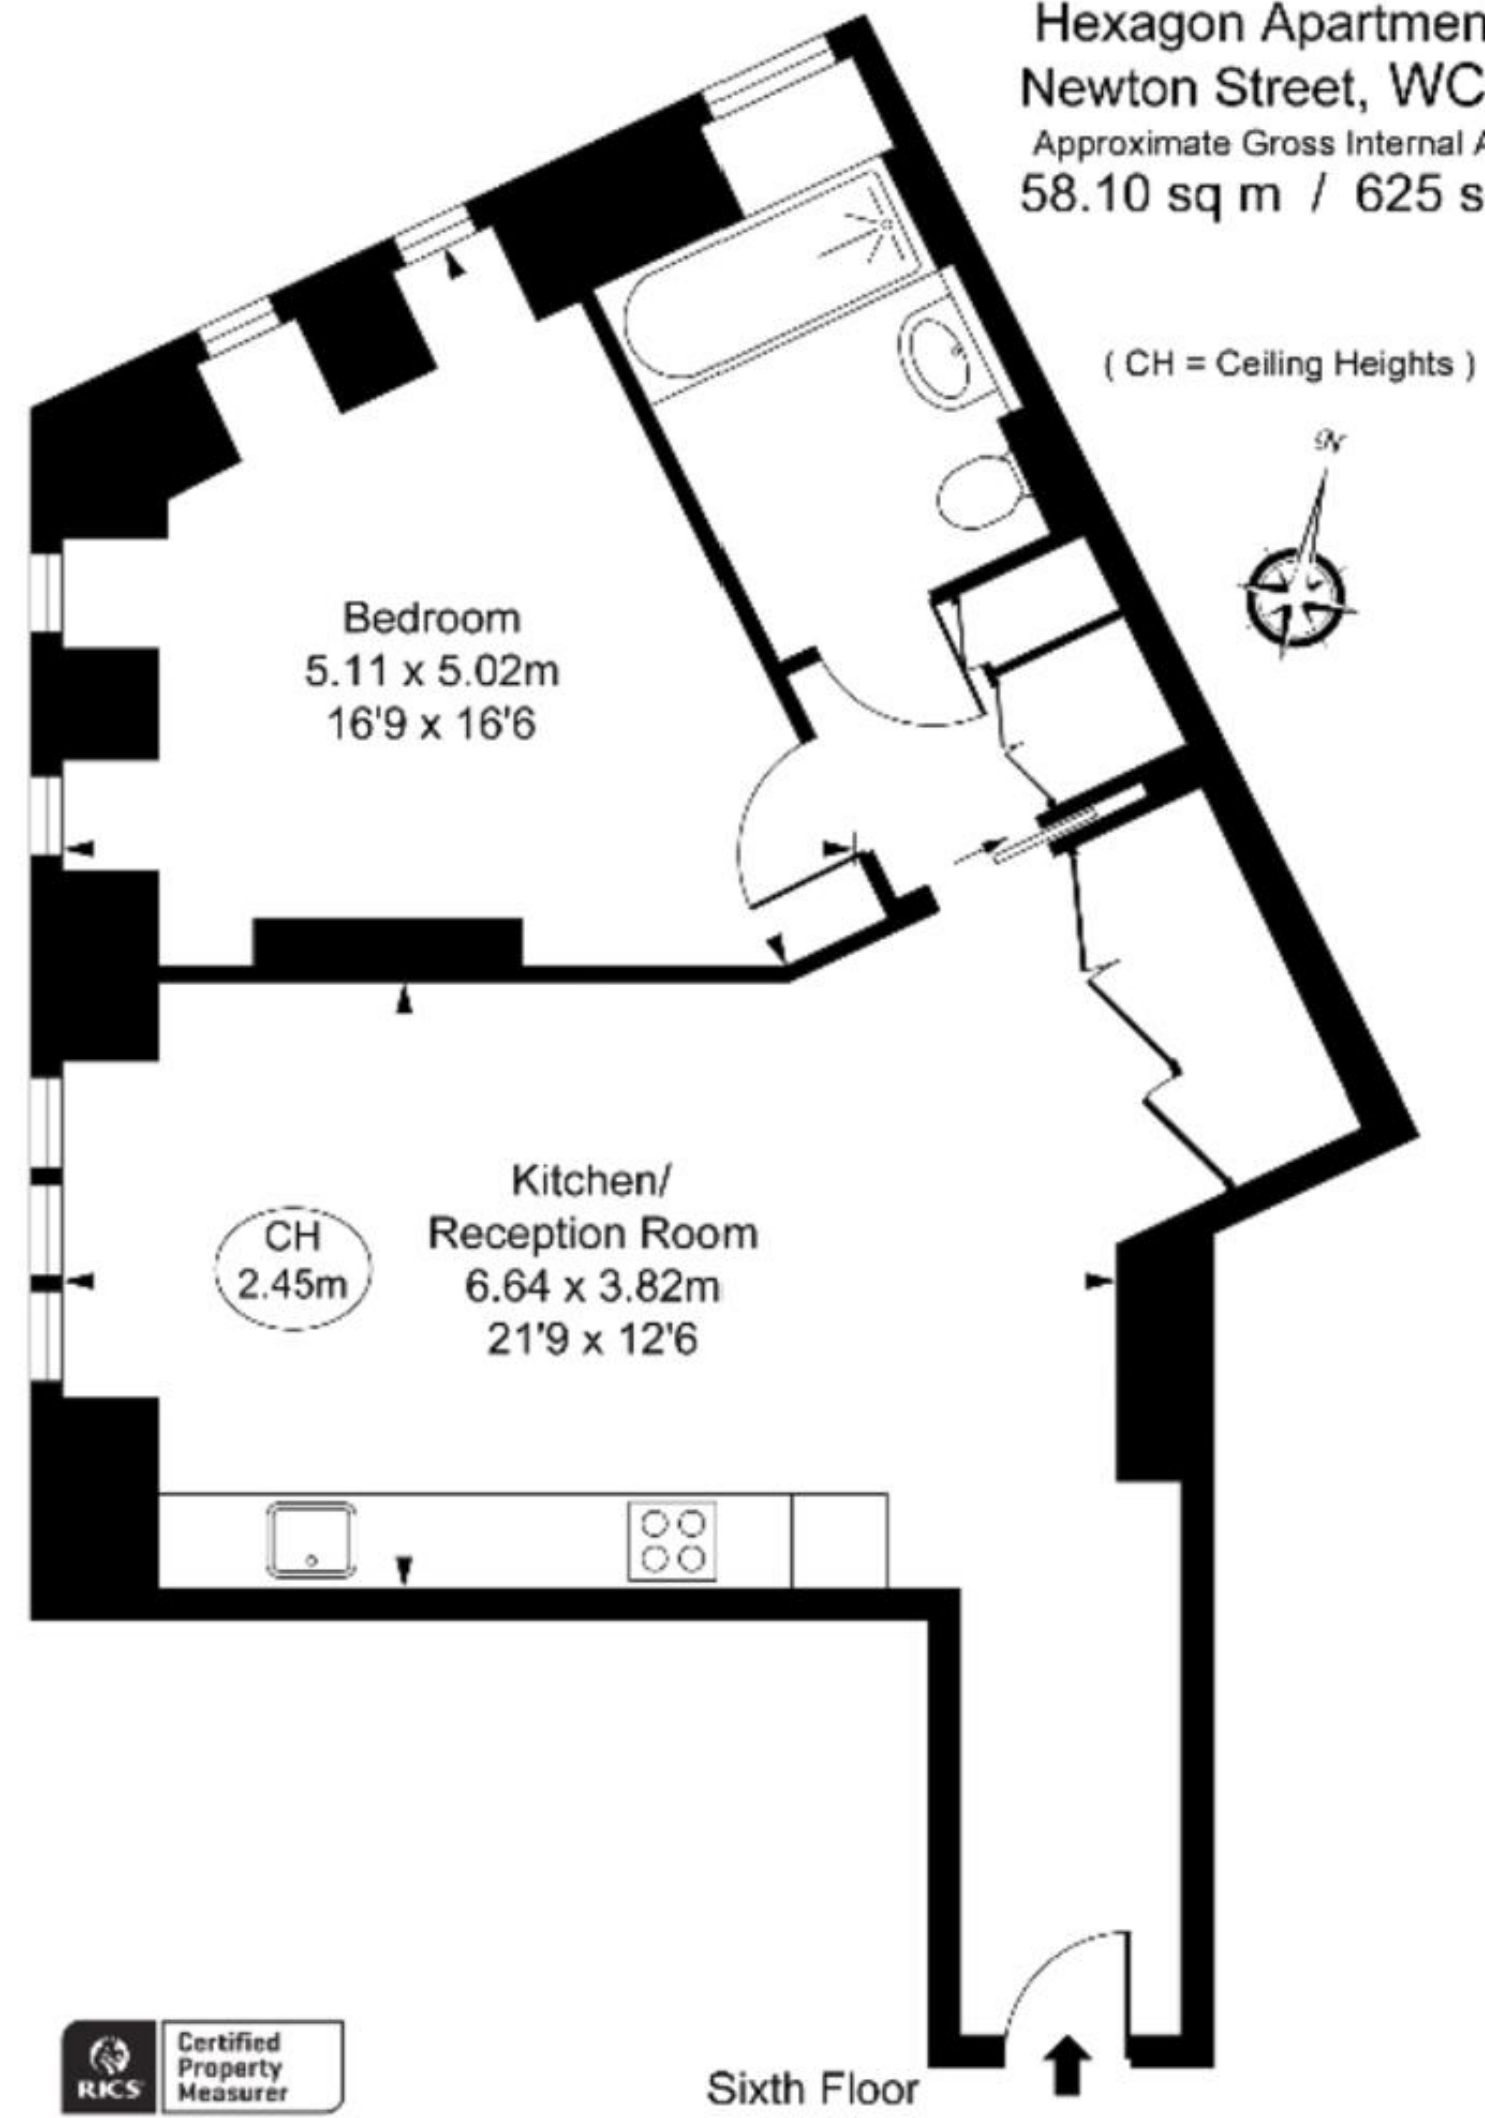 Hexagon Apartmen
Newton Street, WC
Approximate Gross Internal A
58.10 sq m / 625 s
( CH = Ceiling Heights )
N
Bedroom
5.11 x 5.02m
16'9 x 16'6
Kitchen/
Reception Room
6.64 x 3.82m
21'9 x 12'6
CH
2.45m
RICS
Certified
Property
Measurer
Sixth Floor